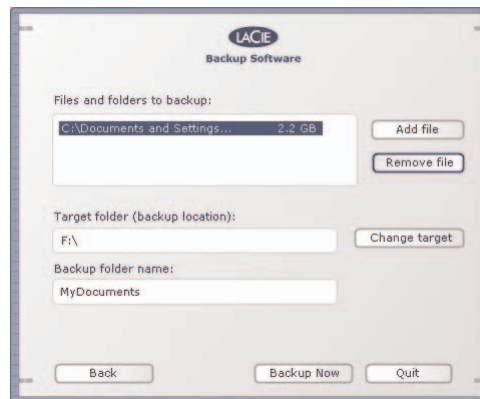 LACIE
Backup Software
Files and folders to backup:
C:\Documents and Settings... 2.2 GB
Add file
Remove file
Target folder (backup location):
F:\
Change target
Backup folder name:
MyDocuments
Back
Backup Now
Quit